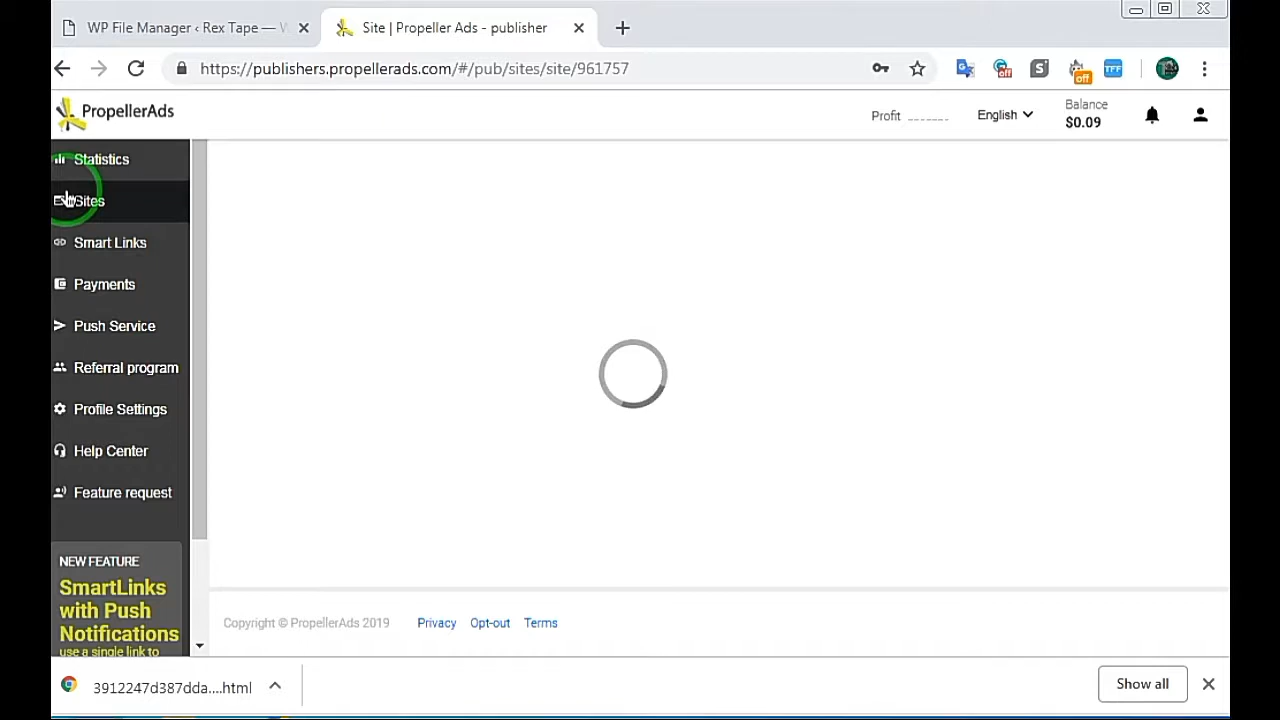 WP File Manager ‹ Rex Tape — W
Site | Propeller Ads - publisher
https://publishers.propellerads.com/#/pub/sites/site/961757
off
S
off
TFF
PropellerAds
Profit
English
Balance
$0.09
Statistics
Sites
Smart Links
Payments
Push Service
Referral program
Profile Settings
Help Center
Feature request
NEW FEATURE
SmartLinks
with Push
Notifications
use a single link to
Copyright © PropellerAds 2019
Privacy
Opt-out
Terms
3912247d387dda....html
Show all